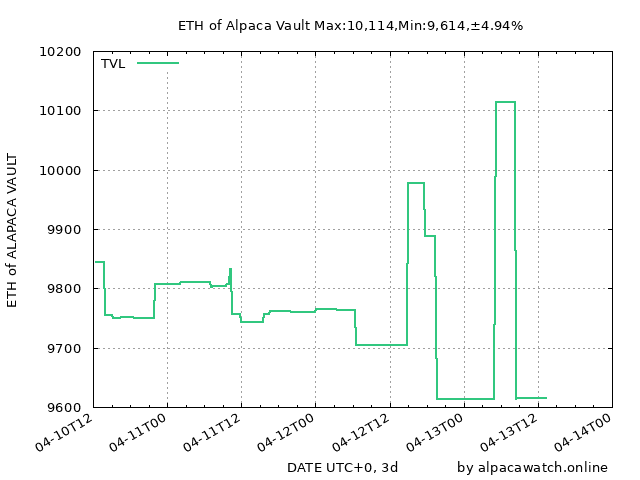 ETH of Alpaca Vault Max:10,114,Min:9,614,±4.94%
TVL
10200
10100
10000
9900
9800
9700
9600
ETH of ALAPACA VAULT
04-10T12
04-11T00
04-11T12
04-12T00
04-12T12
04-13T00
04-13T12
04-14T00
DATE UTC+0, 3d
by alpacawatch.online